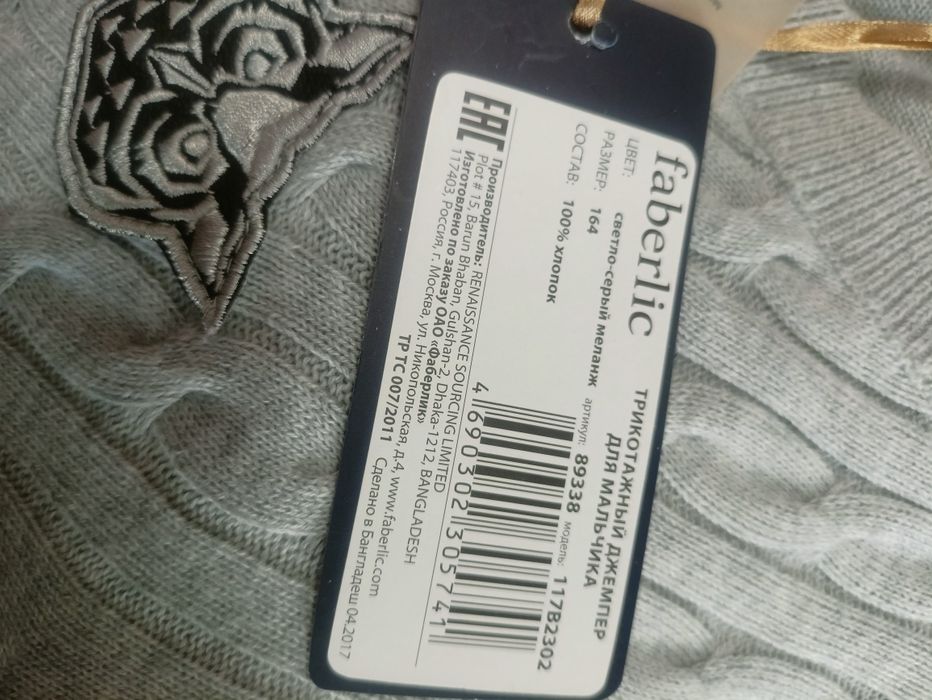 faberlic
ТРИКОТАЖНЫЙ ДЖЕМПЕР
ДЛЯ МАЛЬЧИКА
ЦВЕТ: светло-серый меланж
РАЗМЕР: 164
СОСТАВ: 100% хлопок
артикул: 89338 модель: 117B2302
4 690302 305741
EAC
Производитель: RENAISSANCE SOURCING LIMITED
Plot # 15, Barun Bhaban, Gulshan-2, Dhaka-1212, BANGLADESH
Изготовлено по заказу ОАО «Фаберлик»
117403, Россия, г. Москва, ул. Никопольская, д.4, www.faberlic.com
ТР ТС 007/2011 Сделано в Бангладеш 04.2017